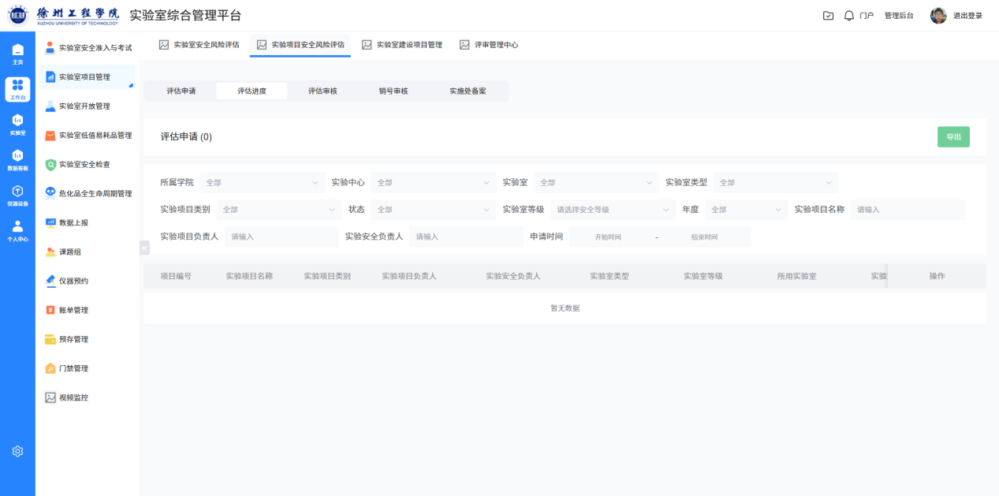 徐州工程学院 实验室综合管理平台 门户 管理后台 退出登录
XUZHOU UNIVERSITY OF TECHNOLOGY
主页
工作台
实验室
数据看板
仪器设备
个人中心
实验室安全准入与考试
实验室项目管理
实验室开放管理
实验室低值易耗品管理
实验室安全检查
危化品全生命周期管理
数据上报
课题组
仪器预约
账单管理
预存管理
门禁管理
视频监控
实验室安全风险评估 实验项目安全风险评估 实验室建设项目管理 评审管理中心
评估申请 评估进度 评估审核 销号审核 实施处备案
评估申请 (0) 导出
所属学院 全部 实验中心 全部 实验室 全部 实验室类型 全部
实验项目类别 全部 状态 全部 实验室等级 请选择安全等级 年度 全部 实验项目名称 请输入
实验项目负责人 请输入 实验安全负责人 请输入 申请时间 开始时间 - 结束时间
项目编号 实验项目名称 实验项目类别 实验项目负责人 实验安全负责人 实验室类型 实验室等级 所用实验室 实验 操作
暂无数据